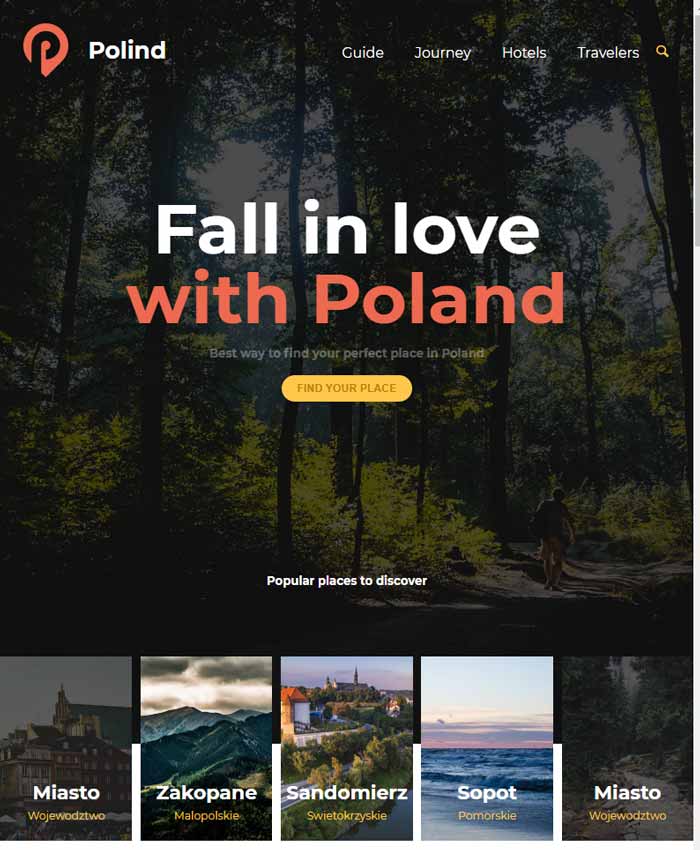 Polind
Guide Journey Hotels Travelers
Fall in love
with Poland
Best way to find your perfect place in Poland
FIND YOUR PLACE
Popular places to discover
Miasto Zakopane Sandomierz Sopot Miasto
Wojewodztwo Malopolskie Swietokrzyskie Pomorskie Wojewodztwo